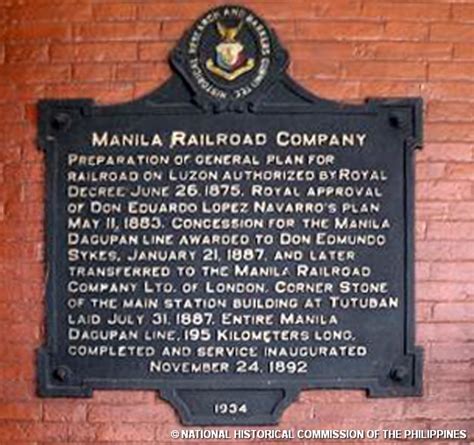 HISTORICAL RESEARCH AND MARKERS COMMITTEE
MANILA RAILROAD COMPANY
PREPARATION OF GENERAL PLAN FOR
RAILROAD ON LUZON AUTHORIZED BY ROYAL
DECREE JUNE 26, 1875. ROYAL APPROVAL
OF DON EDUARDO LOPEZ NAVARRO'S PLAN
MAY 11, 1883. CONCESSION FOR THE MANILA
DAGUPAN LINE AWARDED TO DON EDMUNDO
SYKES, JANUARY 21, 1887, AND LATER
TRANSFERRED TO THE MANILA RAILROAD
COMPANY LTD. OF LONDON. CORNER STONE
OF THE MAIN STATION BUILDING AT TUTUBAN
LAID JULY 31, 1887. ENTIRE MANILA
DAGUPAN LINE, 195 KILOMETERS LONG,
COMPLETED AND SERVICE INAUGURATED
NOVEMBER 24, 1892
1934
© NATIONAL HISTORICAL COMMISSION OF THE PHILIPPINES